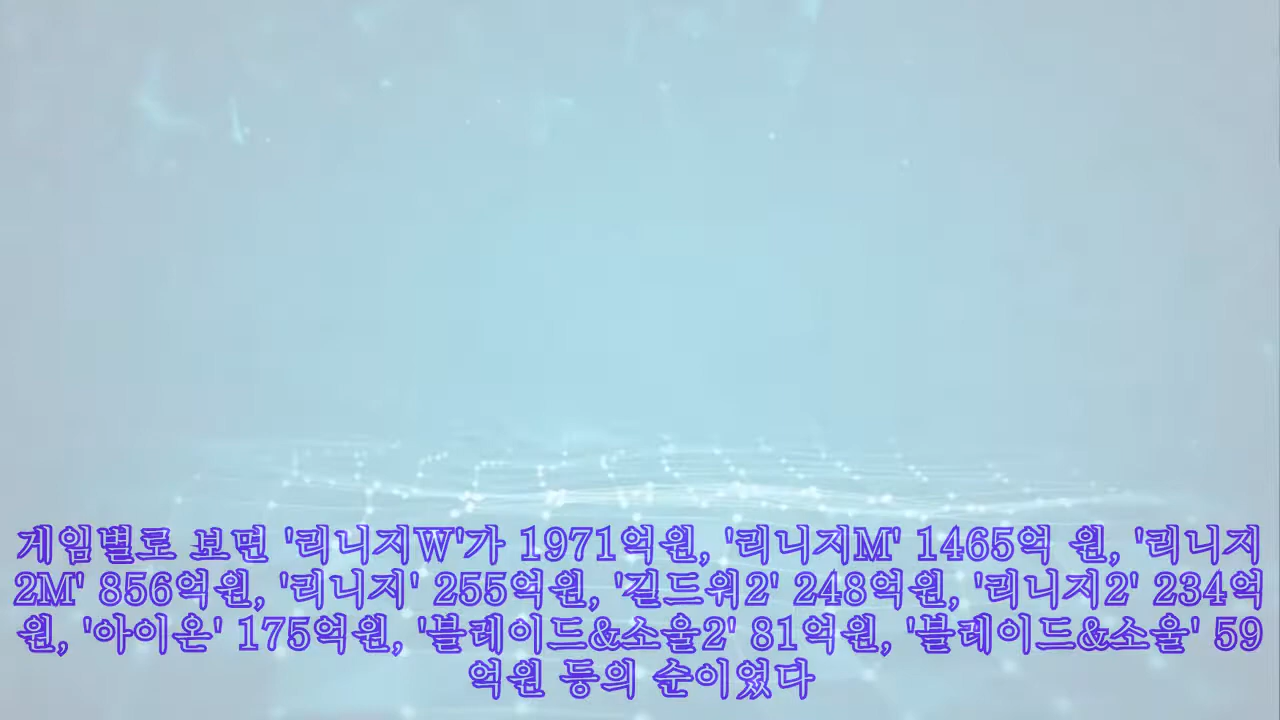 게임별로 보면 '리니지W'가 1971억원, '리니지M' 1465억 원, '리니지
2M' 856억원, '리니지' 255억원, '길드워2' 248억원, '리니지2' 234억
원, '아이온' 175억원, '블레이드&소울2' 81억원, '블레이드&소울' 59
억원 등의 순이었다